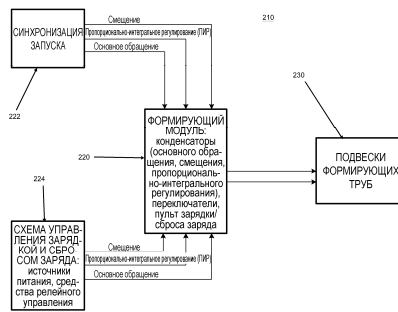 СИНХРОНИЗАЦИЯ
ЗАПУСКА
Смещение
Пропорционально-интегральное регулирование (ПИР)
Основное обращение
210
222
ФОРМИРУЮЩИЙ
МОДУЛЬ:
конденсаторы
(основного обра-
щения, смещения,
пропорциональ-
но-интегрального
регулирования),
переключатели,
пульт зарядки/
сброса заряда
220
230
ПОДВЕСКИ
ФОРМИРУЮЩИХ
ТРУБ
224
СХЕМА УПРАВ-
ЛЕНИЯ ЗАРЯД-
КОЙ И СБРО-
СОМ ЗАРЯДА:
источники
питания, сред-
ства релейного
управления
Смещение
Пропорционально-интегральное регулирование (ПИР)
Основное обращение